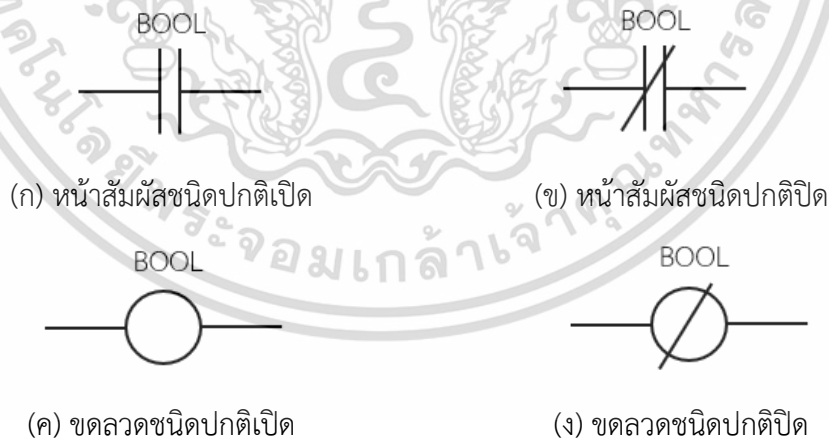 BOOL BOOL
(ก) หน้าสัมผัสชนิดปกติเปิด (ข) หน้าสัมผัสชนิดปกติปิด
BOOL BOOL
(ค) ขดลวดชนิดปกติเปิด (ง) ขดลวดชนิดปกติปิด